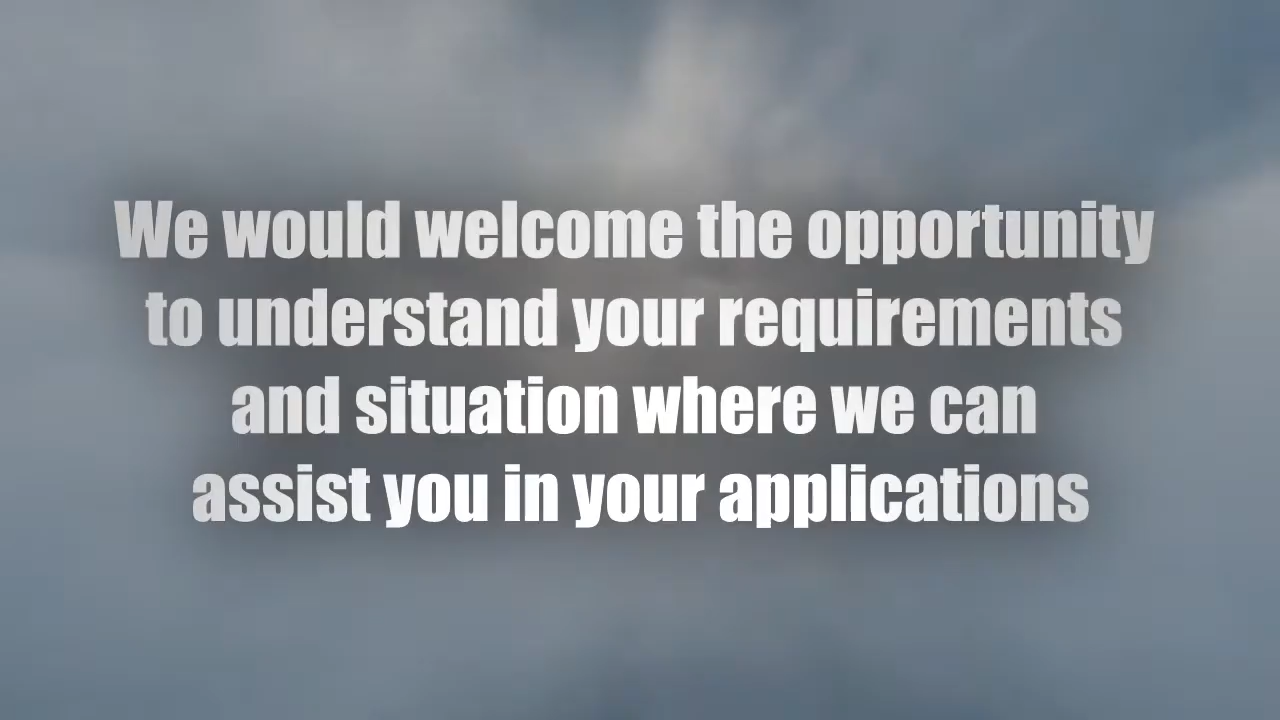 We would welcome the opportunity
to understand your requirements
and situation where we can
assist you in your applications